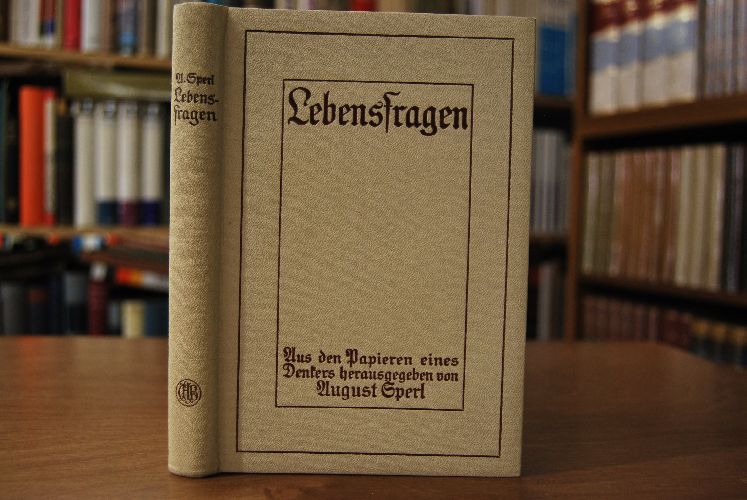 A. Sperl
Lebens-
fragen
Lebensfragen
Aus den Papieren eines
Denkers herausgegeben von
August Sperl